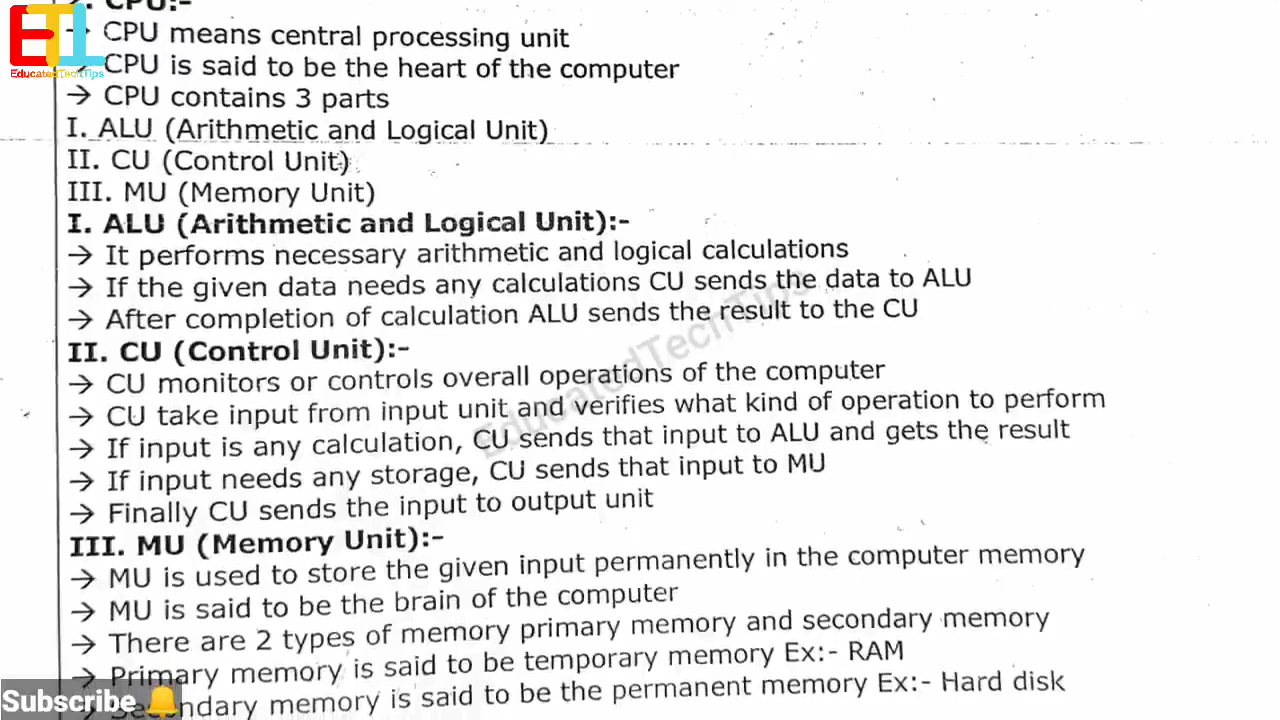 2. CPU:-
→ CPU means central processing unit
→ CPU is said to be the heart of the computer
→ CPU contains 3 parts
I. ALU (Arithmetic and Logical Unit)
II. CU (Control Unit)
III. MU (Memory Unit)
I. ALU (Arithmetic and Logical Unit):-
→ It performs necessary arithmetic and logical calculations
→ If the given data needs any calculations CU sends the data to ALU
→ After completion of calculation ALU sends the result to the CU
II. CU (Control Unit):-
→ CU monitors or controls overall operations of the computer
→ CU take input from input unit and verifies what kind of operation to perform
→ If input is any calculation, CU sends that input to ALU and gets the result
→ If input needs any storage, CU sends that input to MU
→ Finally CU sends the input to output unit
III. MU (Memory Unit):-
→ MU is used to store the given input permanently in the computer memory
→ MU is said to be the brain of the computer
→ There are 2 types of memory primary memory and secondary memory
→ Primary memory is said to be temporary memory Ex:- RAM
→ Secondary memory is said to be the permanent memory Ex:- Hard disk
ETL
EducatedTechTips
EducatedTechTips
Subscribe